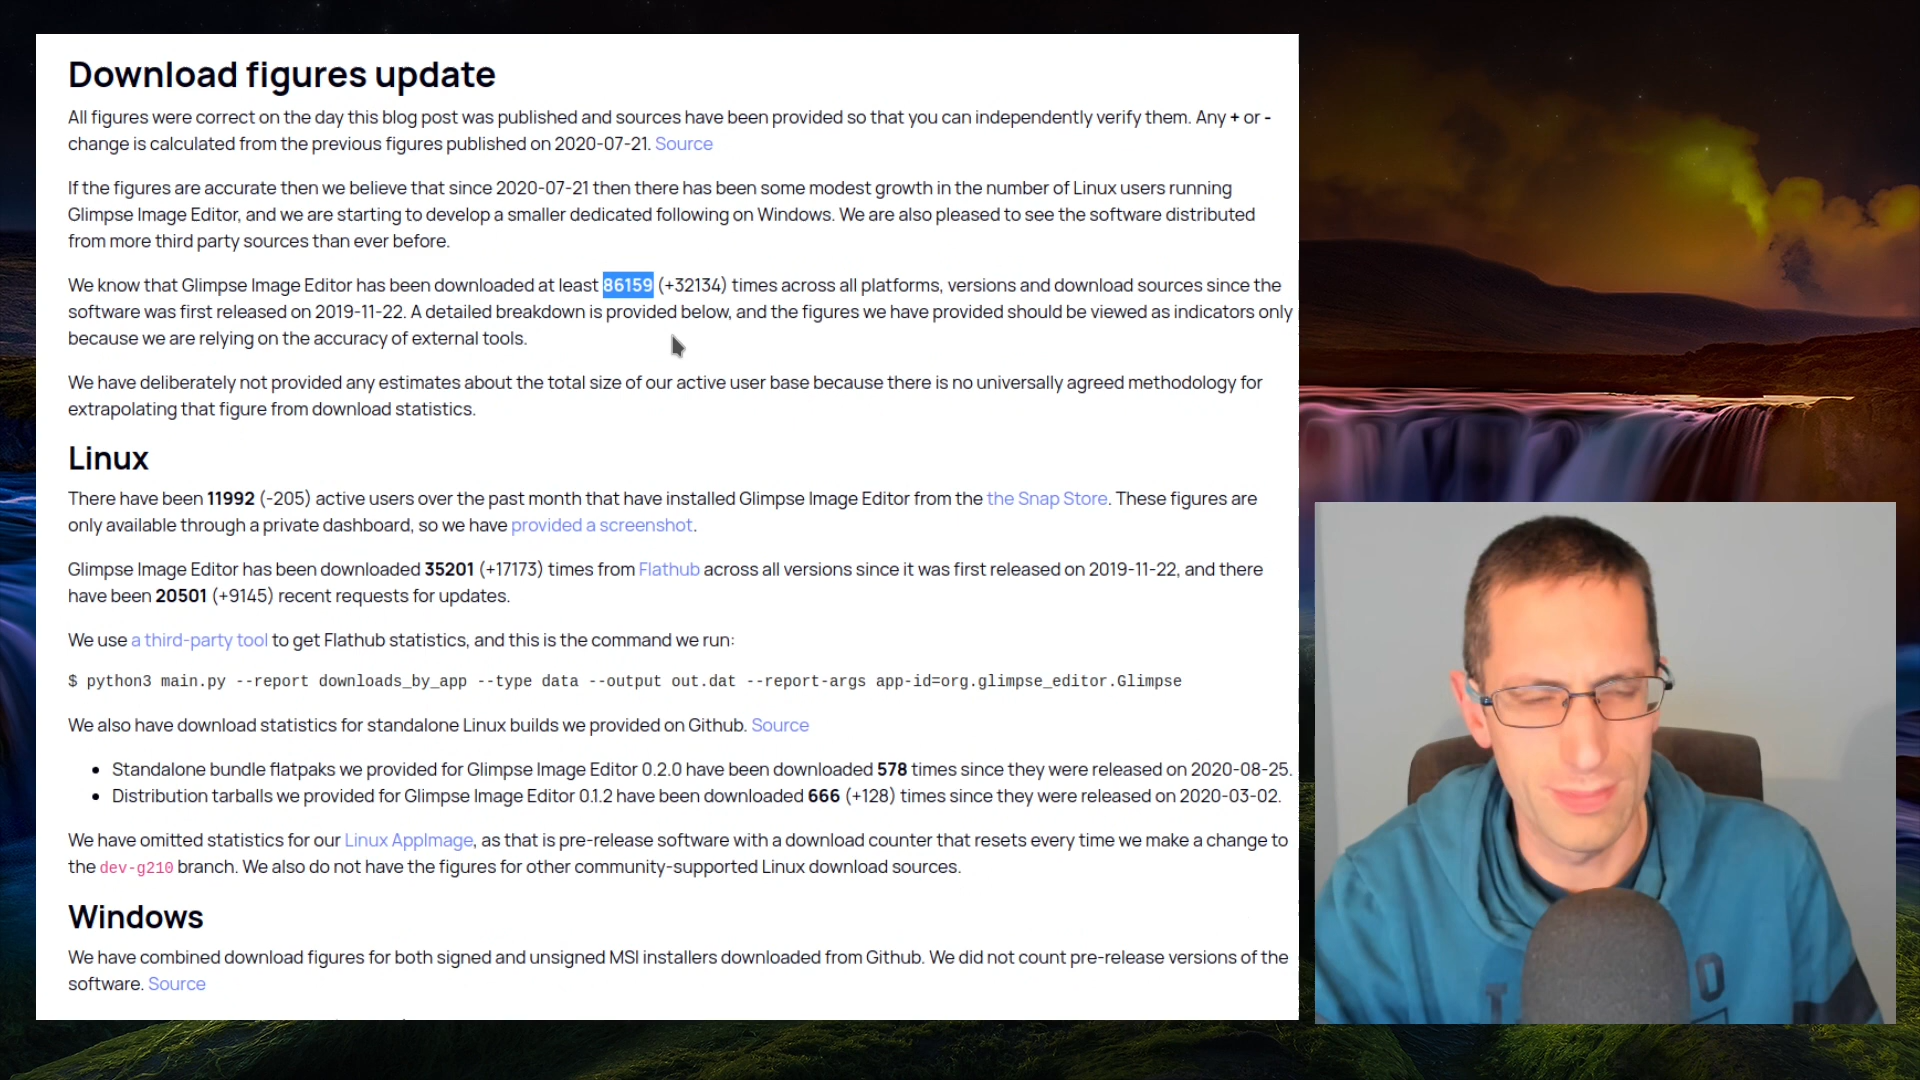 Download figures update
All figures were correct on the day this blog post was published and sources have been provided so that you can independently verify them. Any + or -
change is calculated from the previous figures published on 2020-07-21. Source
If the figures are accurate then we believe that since 2020-07-21 then there has been some modest growth in the number of Linux users running
Glimpse Image Editor, and we are starting to develop a smaller dedicated following on Windows. We are also pleased to see the software distributed
from more third party sources than ever before.
We know that Glimpse Image Editor has been downloaded at least 86159 (+32134) times across all platforms, versions and download sources since the
software was first released on 2019-11-22. A detailed breakdown is provided below, and the figures we have provided should be viewed as indicators only
because we are relying on the accuracy of external tools.
We have deliberately not provided any estimates about the total size of our active user base because there is no universally agreed methodology for
extrapolating that figure from download statistics.
Linux
There have been 11992 (-205) active users over the past month that have installed Glimpse Image Editor from the the Snap Store. These figures are
only available through a private dashboard, so we have provided a screenshot.
Glimpse Image Editor has been downloaded 35201 (+17173) times from Flathub across all versions since it was first released on 2019-11-22, and there
have been 20501 (+9145) recent requests for updates.
We use a third-party tool to get Flathub statistics, and this is the command we run:
$ python3 main.py --report downloads_by_app --type data --output out.dat --report-args app-id=org.glimpse_editor.Glimpse
We also have download statistics for standalone Linux builds we provided on Github. Source
• Standalone bundle flatpaks we provided for Glimpse Image Editor 0.2.0 have been downloaded 578 times since they were released on 2020-08-25.
• Distribution tarballs we provided for Glimpse Image Editor 0.1.2 have been downloaded 666 (+128) times since they were released on 2020-03-02.
We have omitted statistics for our Linux AppImage, as that is pre-release software with a download counter that resets every time we make a change to
the dev-g210 branch. We also do not have the figures for other community-supported Linux download sources.
Windows
We have combined download figures for both signed and unsigned MSI installers downloaded from Github. We did not count pre-release versions of the
software. Source